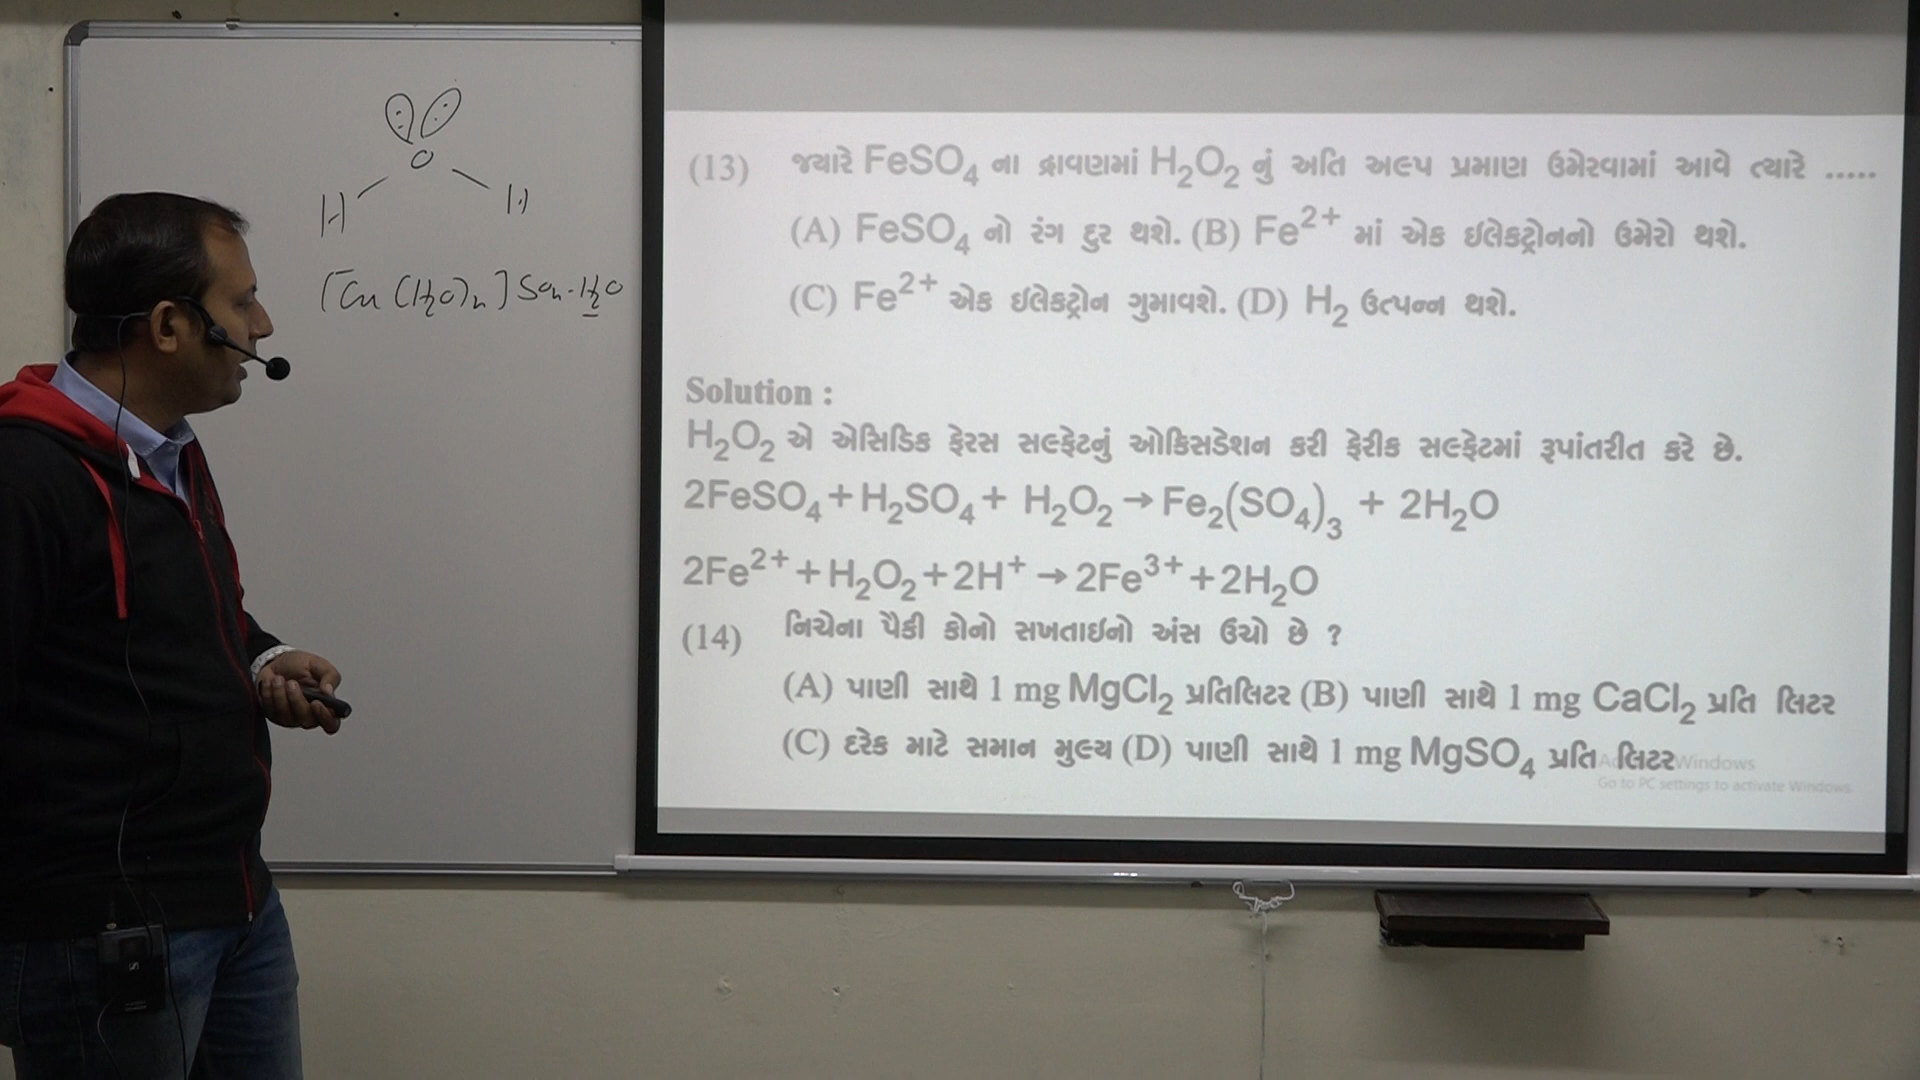 O
H H
[Cu(H₂O)₄]SO₄·H₂O
(13) જ્યારે FeSO₄ ના દ્રાવણમાં H₂O₂ નું અતિ અલ્પ પ્રમાણ ઉમેરવામાં આવે ત્યારે .....
(A) FeSO₄ નો રંગ દુર થશે. (B) Fe²⁺ માં એક ઈલેક્ટ્રોનનો ઉમેરો થશે.
(C) Fe²⁺ એક ઈલેક્ટ્રોન ગુમાવશે. (D) H₂ ઉત્પન્ન થશે.
Solution :
H₂O₂ એ એસિડિક ફેરસ સલ્ફેટનું ઓકિસડેશન કરી ફેરીક સલ્ફેટમાં રૂપાંતરીત કરે છે.
2FeSO₄+H₂SO₄+ H₂O₂→Fe₂(SO₄)₃ + 2H₂O
2Fe²⁺+H₂O₂+2H⁺→2Fe³⁺+2H₂O
(14) નિચેના પૈકી કોનો સખતાઇનો અંસ ઉંચો છે ?
(A) પાણી સાથે 1 mg MgCl₂ પ્રતિલિટર (B) પાણી સાથે 1 mg CaCl₂ પ્રતિ લિટર
(C) દરેક માટે સમાન મુલ્ય (D) પાણી સાથે 1 mg MgSO₄ પ્રતિ લિટર
Windows
Go to PC settings to activate Windows